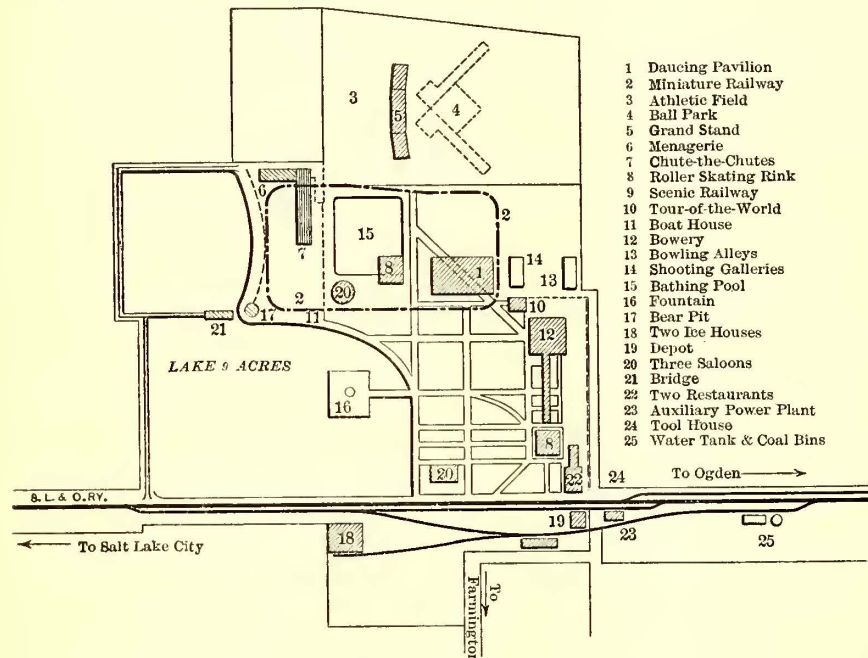 1 Daucing Pavilion
2 Miniature Railway
3 Athletic Field
4 Ball Park
5 Grand Stand
6 Menagerie
7 Chute-the-Chutes
8 Roller Skating Rink
9 Scenic Railway
10 Tour-of-the-World
11 Boat House
12 Bowery
13 Bowling Alleys
14 Shooting Galleries
15 Bathing Pool
16 Fountain
17 Bear Pit
18 Two Ice Houses
19 Depot
20 Three Saloons
21 Bridge
22 Two Restaurants
23 Auxiliary Power Plant
24 Tool House
25 Water Tank & Coal Bins
3
5
4
6
7
15
2
8
1
14
13
20
2
11
10
17
21
12
LAKE 9 ACRES
16
8
20
22
24
To Ogden
S. L. & O. RY.
19
23
25
18
To Salt Lake City
To
Farmington